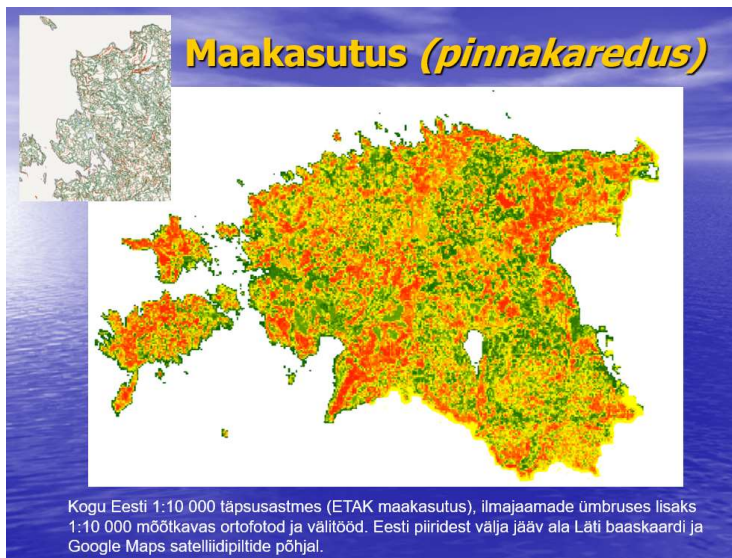 Maakasutus (pinnakaredus)
Kogu Eesti 1:10 000 täpsusastmes (ETAK maakasutus), ilmajaamade ümbruses lisaks
1:10 000 mõõtkavas ortofotod ja välitööd. Eesti piiridest välja jääv ala Läti baaskaardi ja
Google Maps satelliidipiltide põhjal.